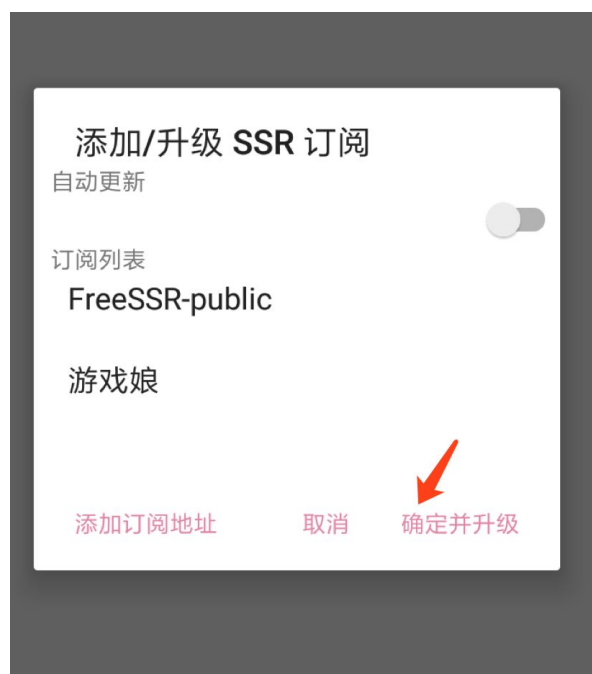 添加/升级 SSR 订阅
自动更新
订阅列表
FreeSSR-public
游戏娘
添加订阅地址 取消 确定并升级